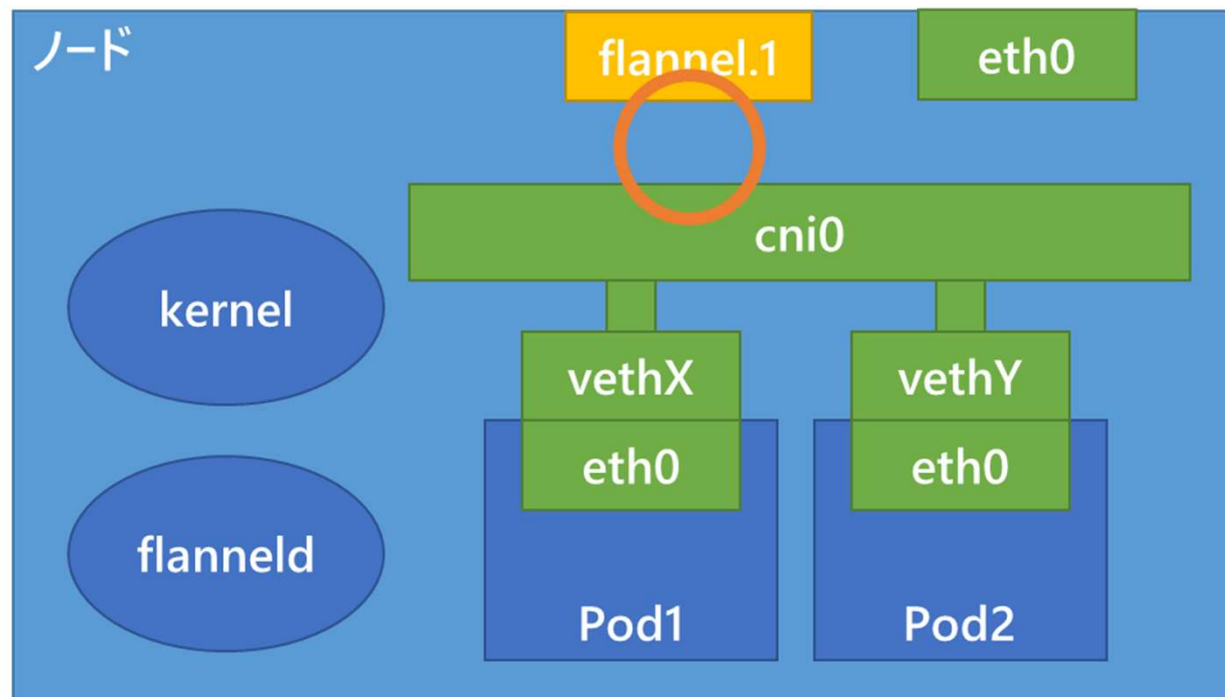 ノード
flannel.1
eth0
cni0
kernel
vethX
vethY
eth0
eth0
flanneld
Pod1
Pod2